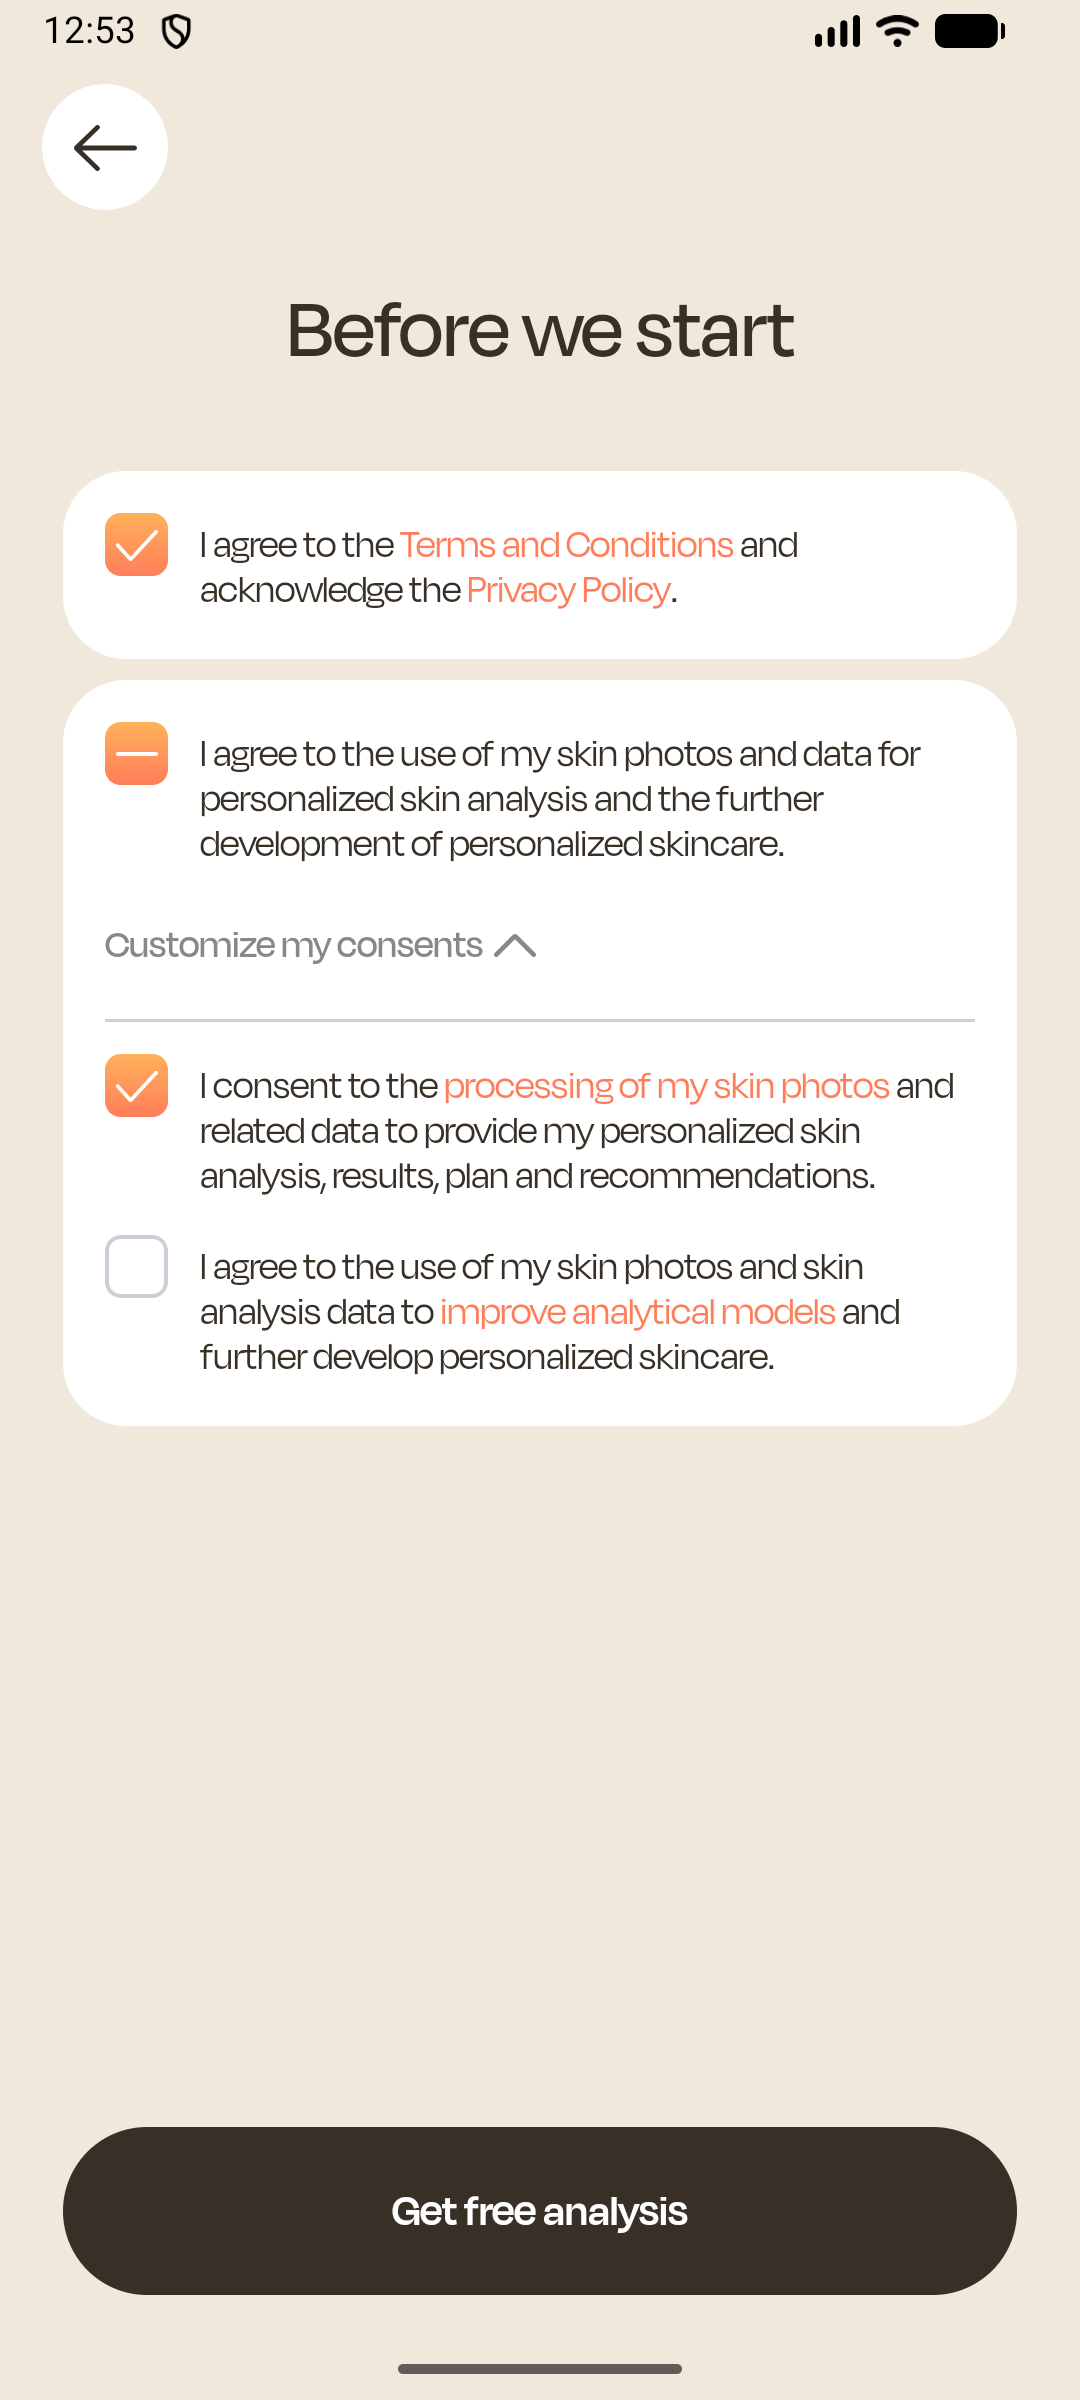 12:53
Before we start
I agree to the Terms and Conditions and
acknowledge the Privacy Policy.
I agree to the use of my skin photos and data for
personalized skin analysis and the further
development of personalized skincare.
Customize my consents
I consent to the processing of my skin photos and
related data to provide my personalized skin
analysis, results, plan and recommendations.
I agree to the use of my skin photos and skin
analysis data to improve analytical models and
further develop personalized skincare.
Get free analysis